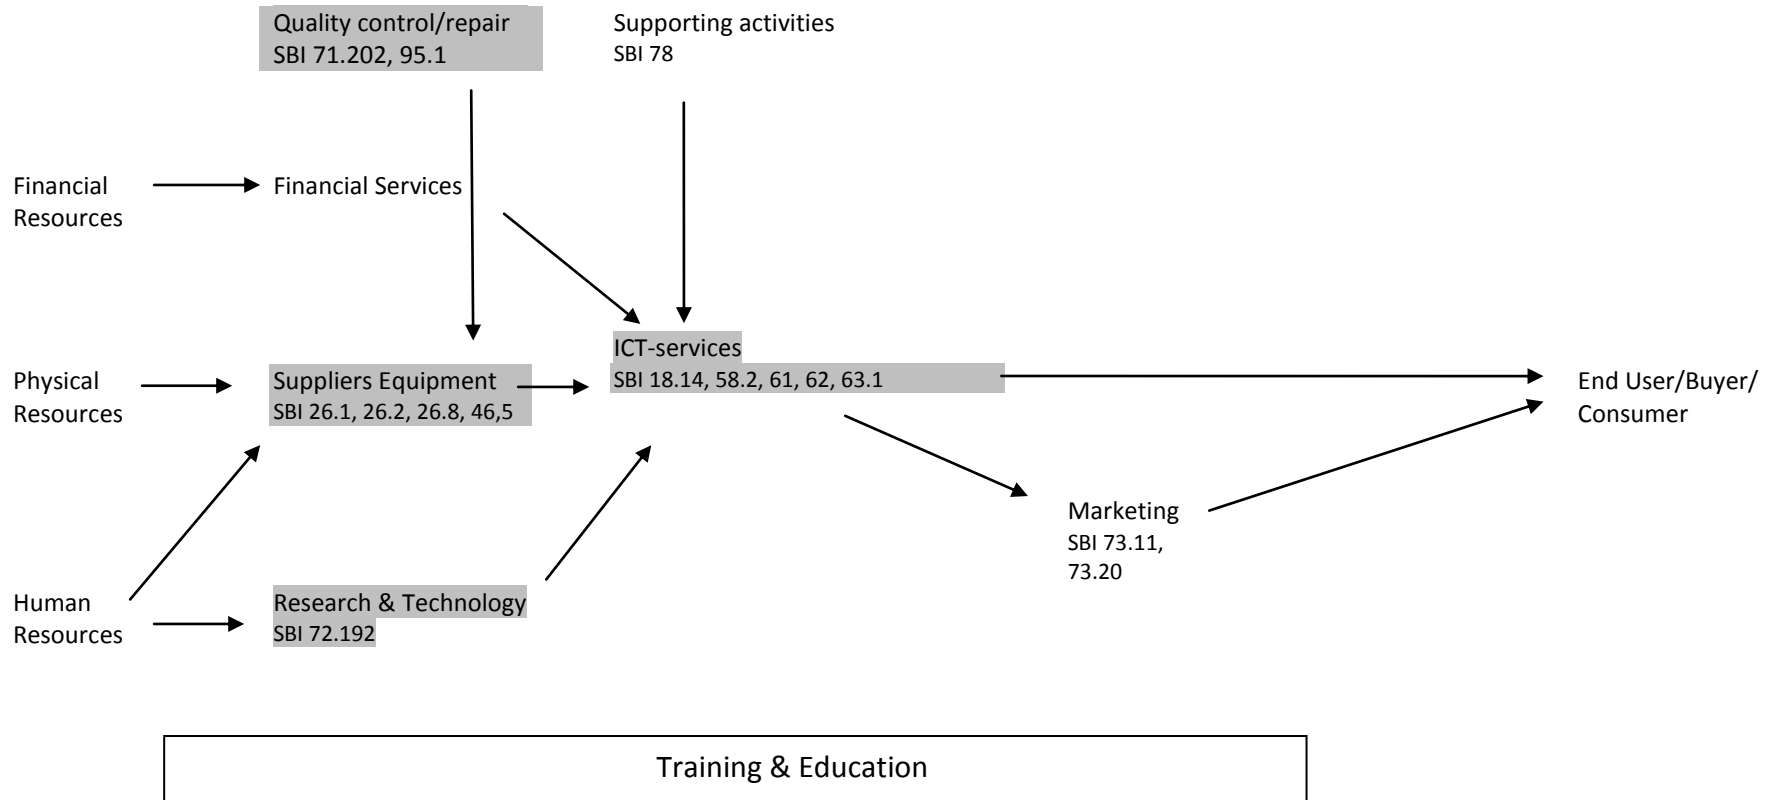 Quality control/repair
SBI 71.202, 95.1
Supporting activities
SBI 78
Financial
Resources
Financial Services
ICT-services
SBI 18.14, 58.2, 61, 62, 63.1
Physical
Resources
Suppliers Equipment
SBI 26.1, 26.2, 26.8, 46,5
End User/Buyer/
Consumer
Marketing
SBI 73.11,
73.20
Human
Resources
Research & Technology
SBI 72.192
Training & Education